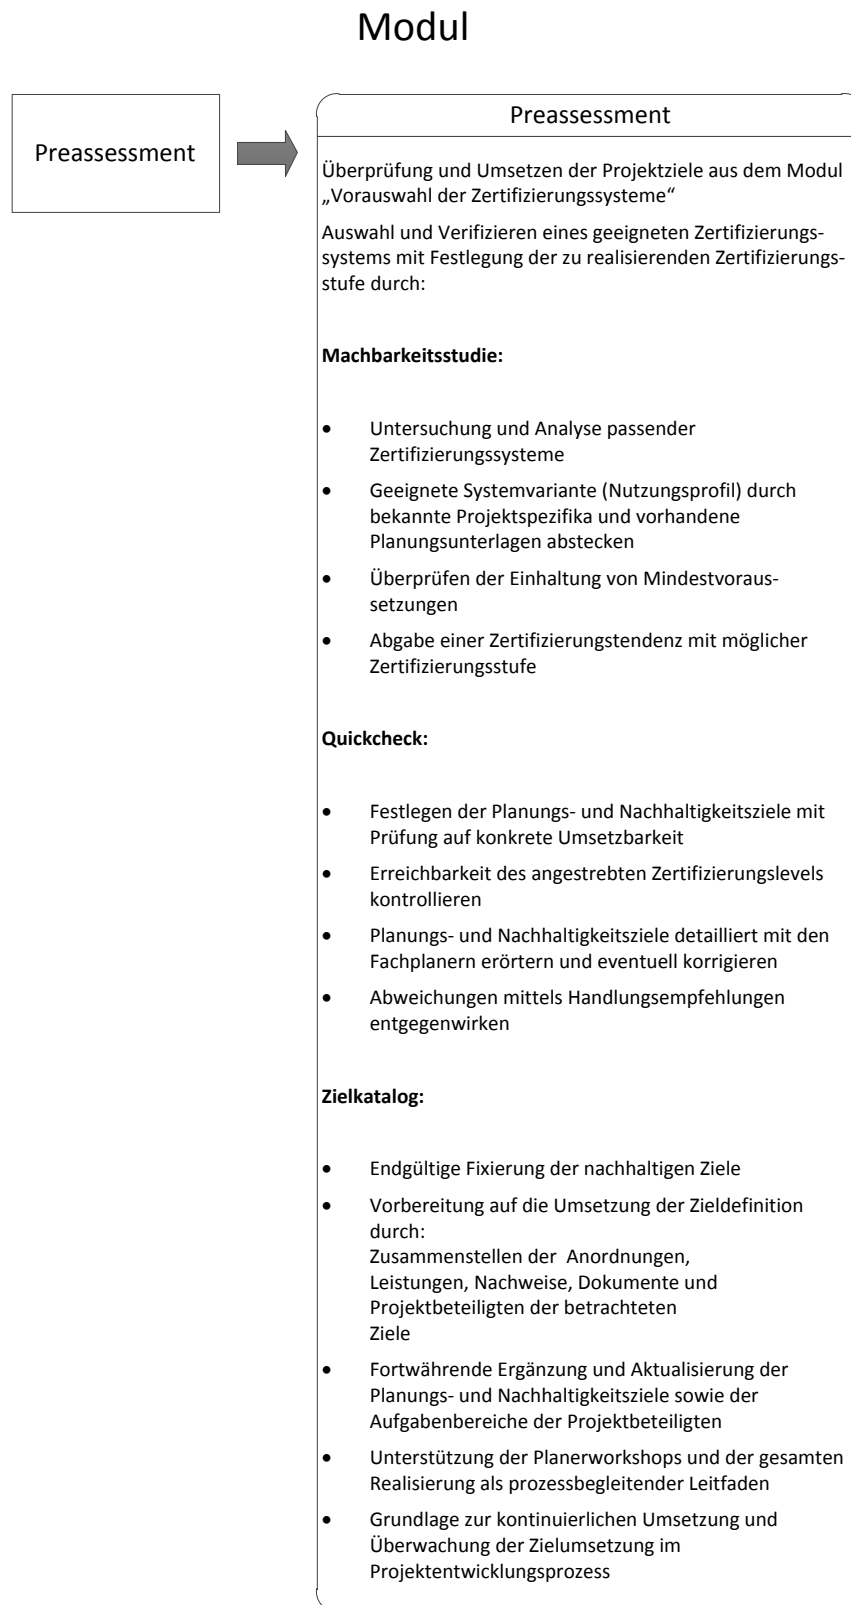 Modul
Preassessment
Preassessment
Überprüfung und Umsetzen der Projektziele aus dem Modul
„Vorauswahl der Zertifizierungssysteme“
Auswahl und Verifizieren eines geeigneten Zertifizierungs-
systems mit Festlegung der zu realisierenden Zertifizierungs-
stufe durch:
Machbarkeitsstudie:
• Untersuchung und Analyse passender
Zertifizierungssysteme
• Geeignete Systemvariante (Nutzungsprofil) durch
bekannte Projektspezifika und vorhandene
Planungsunterlagen abstecken
• Überprüfen der Einhaltung von Mindestvoraus-
setzungen
• Abgabe einer Zertifizierungstendenz mit möglicher
Zertifizierungsstufe
Quickcheck:
• Festlegen der Planungs- und Nachhaltigkeitsziele mit
Prüfung auf konkrete Umsetzbarkeit
• Erreichbarkeit des angestrebten Zertifizierungslevels
kontrollieren
• Planungs- und Nachhaltigkeitsziele detailliert mit den
Fachplanern erörtern und eventuell korrigieren
• Abweichungen mittels Handlungsempfehlungen
entgegenwirken
Zielkatalog:
• Endgültige Fixierung der nachhaltigen Ziele
• Vorbereitung auf die Umsetzung der Zieldefinition
durch:
Zusammenstellen der Anordnungen,
Leistungen, Nachweise, Dokumente und
Projektbeteiligten der betrachteten
Ziele
• Fortwährende Ergänzung und Aktualisierung der
Planungs- und Nachhaltigkeitsziele sowie der
Aufgabenbereiche der Projektbeteiligten
• Unterstützung der Planerworkshops und der gesamten
Realisierung als prozessbegleitender Leitfaden
• Grundlage zur kontinuierlichen Umsetzung und
Überwachung der Zielumsetzung im
Projektentwicklungsprozess